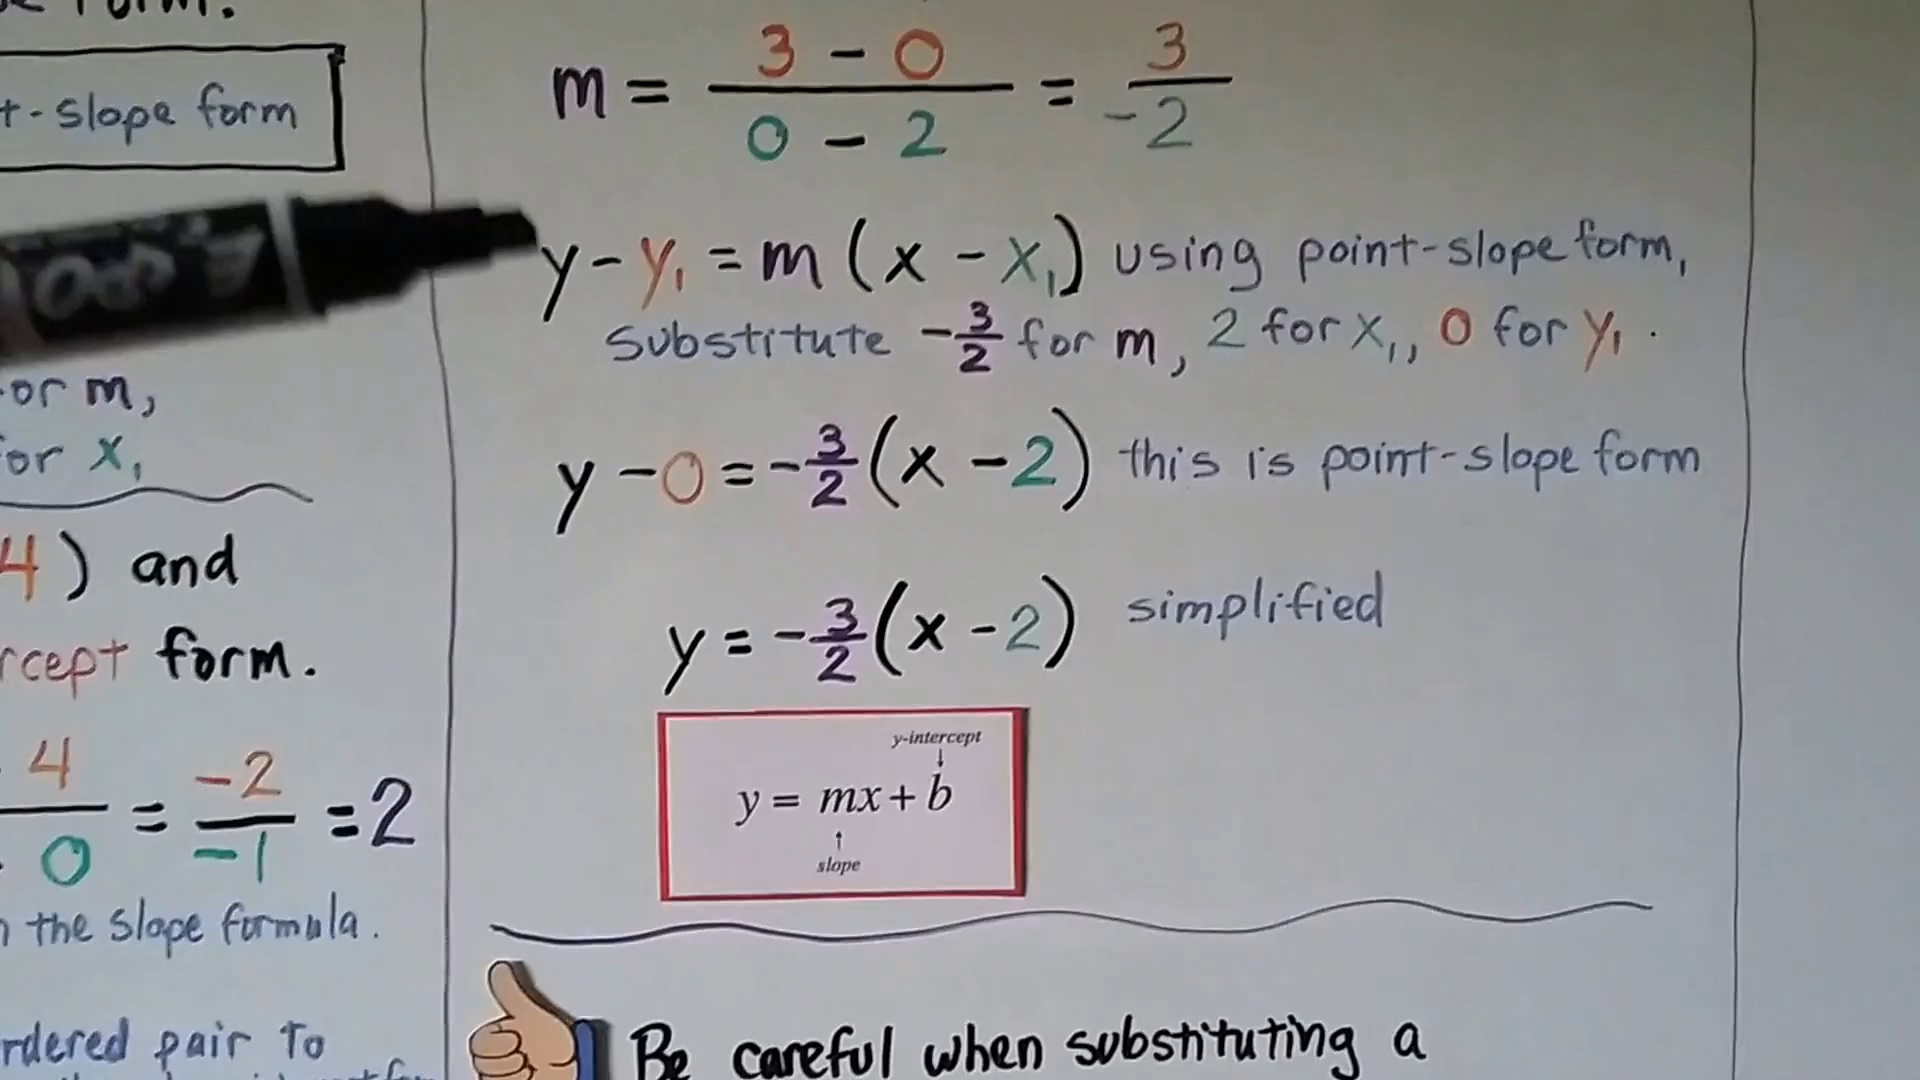 form.
t-slope form
or m,
for x₁
4) and
rcept form.
4/0 = -2/-1 = 2
the slope formula.
rdered pair to
m = 3 - 0 / 0 - 2 = 3/-2
y - y₁ = m(x - x₁) using point-slope form,
substitute -3/2 for m, 2 for x₁, 0 for y₁.
y - 0 = -3/2(x - 2) this is point-slope form
y = -3/2(x - 2) simplified
y-intercept
↓
y = mx + b
↑
slope
Be careful when substituting a
EXPO